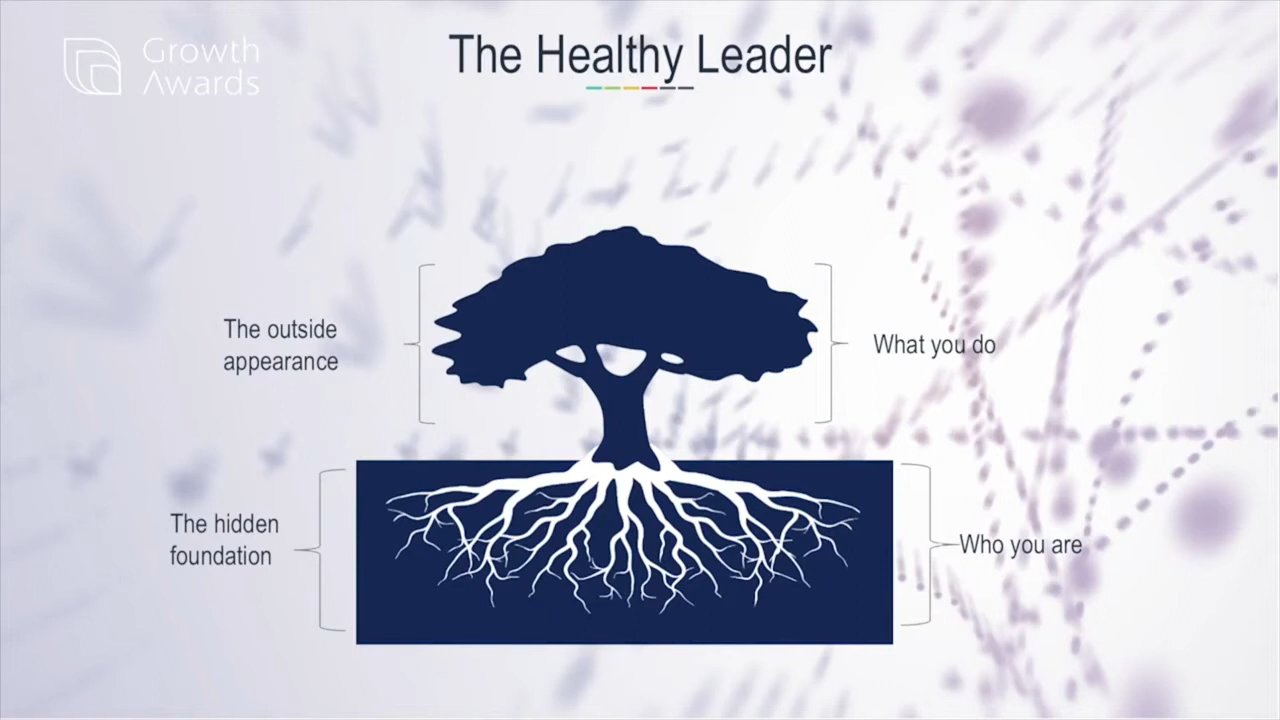 Growth
Awards
The Healthy Leader
The outside
appearance
What you do
The hidden
foundation
Who you are